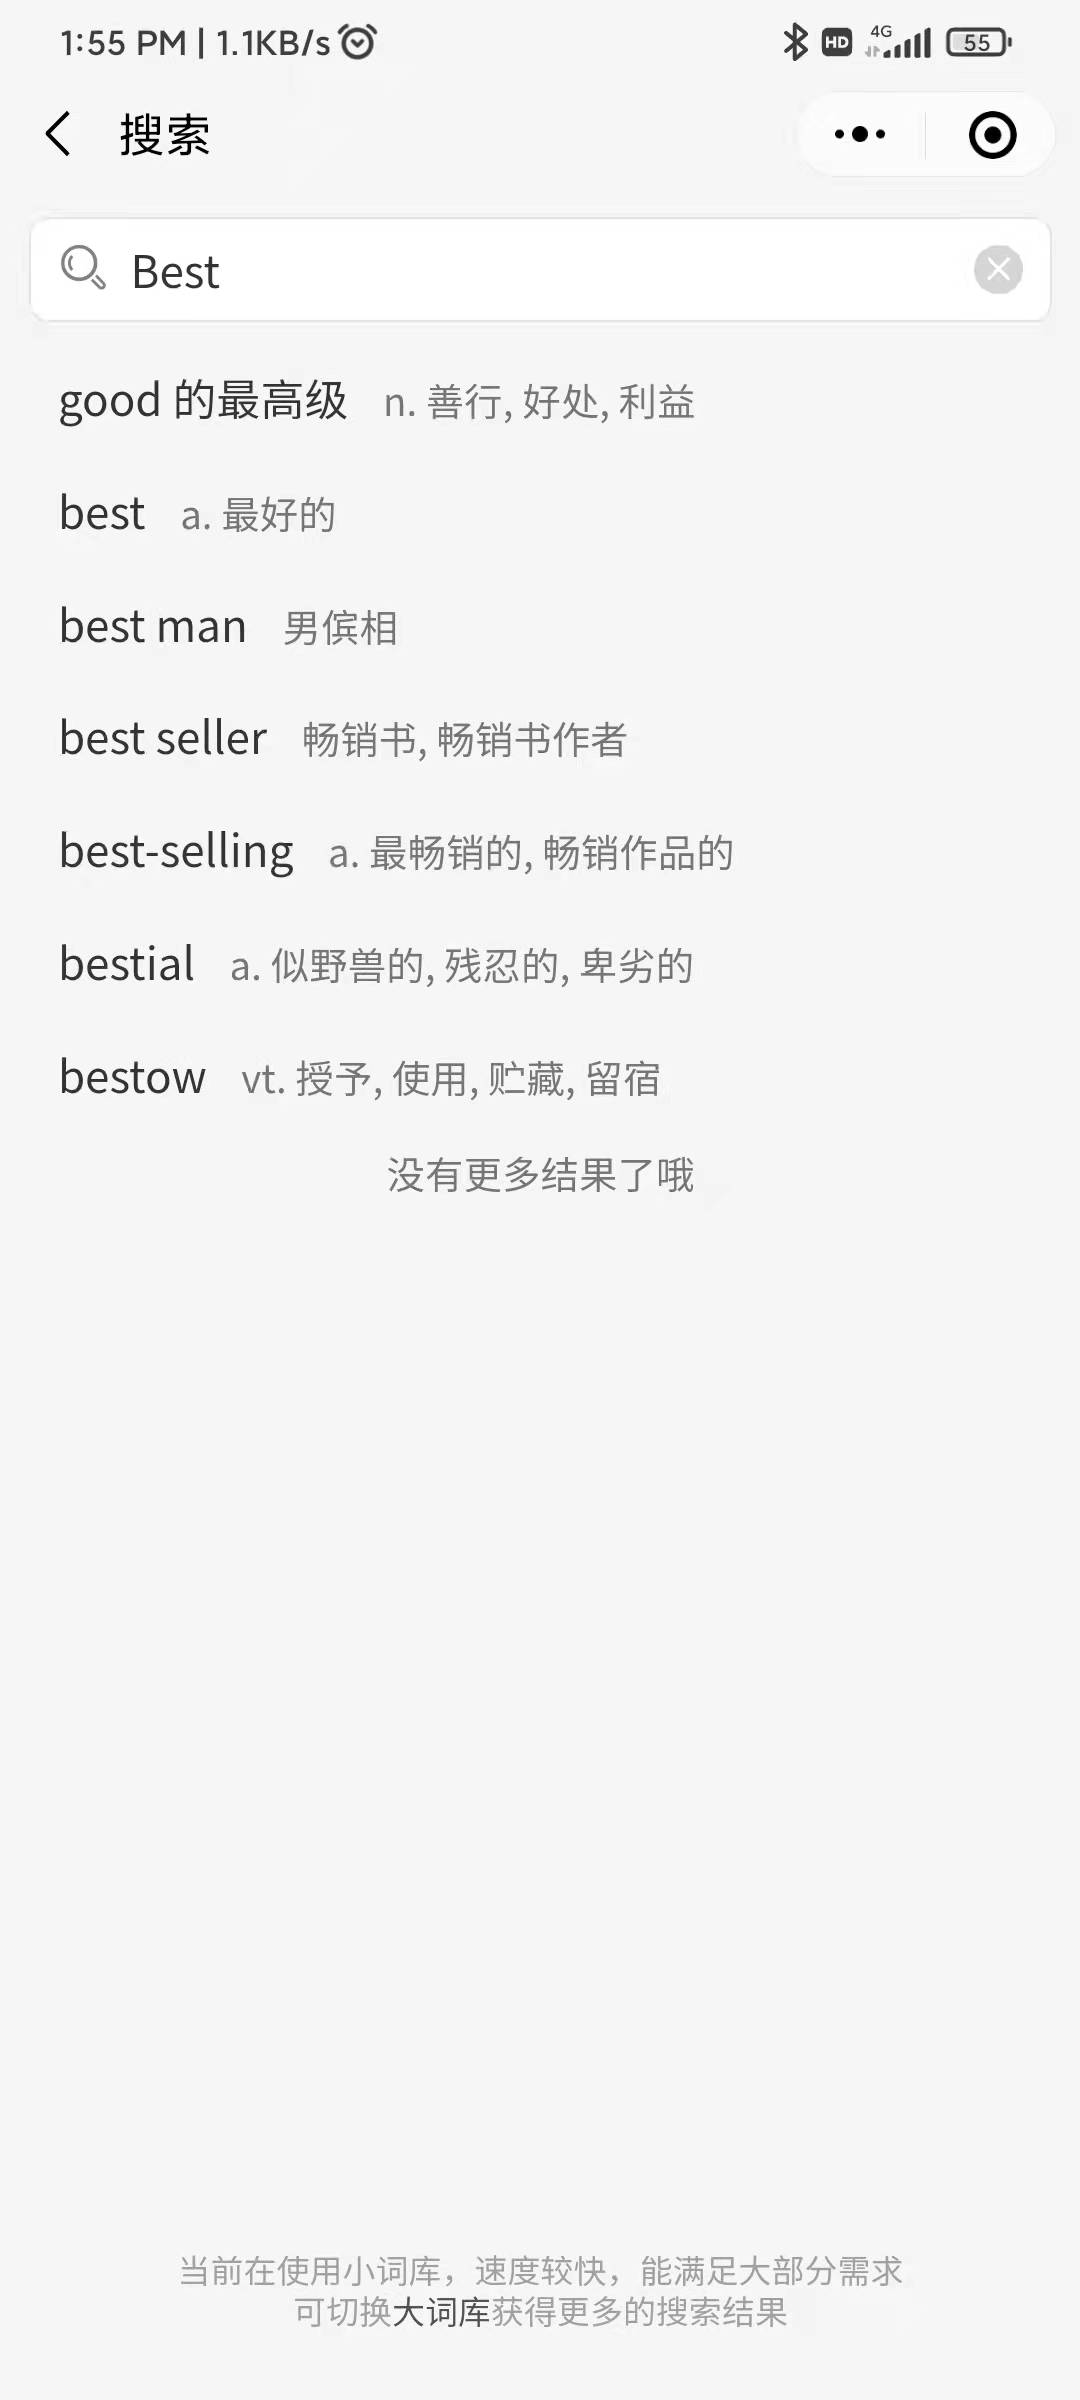 1:55 PM | 1.1KB/s
HD 4G 55
搜索
Best
good 的最高级 n. 善行, 好处, 利益
best a. 最好的
best man 男傧相
best seller 畅销书, 畅销书作者
best-selling a. 最畅销的, 畅销作品的
bestial a. 似野兽的, 残忍的, 卑劣的
bestow vt. 授予, 使用, 贮藏, 留宿
没有更多结果了哦
当前在使用小词库，速度较快，能满足大部分需求
可切换大词库获得更多的搜索结果